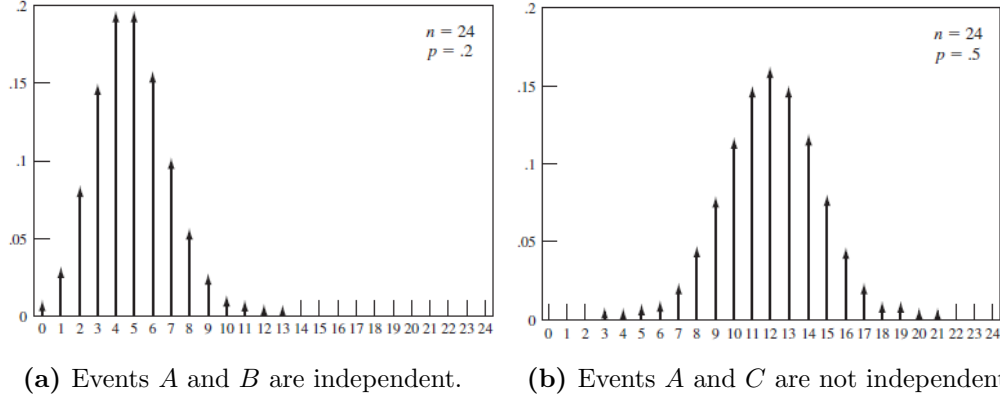 .2
n = 24
p = .2
.15
.1
.05
0
0 1 2 3 4 5 6 7 8 9 10 11 12 13 14 15 16 17 18 19 20 21 22 23 24
(a) Events A and B are independent.
.2
n = 24
p = .5
.15
.1
.05
0
0 1 2 3 4 5 6 7 8 9 10 11 12 13 14 15 16 17 18 19 20 21 22 23 24
(b) Events A and C are not independent